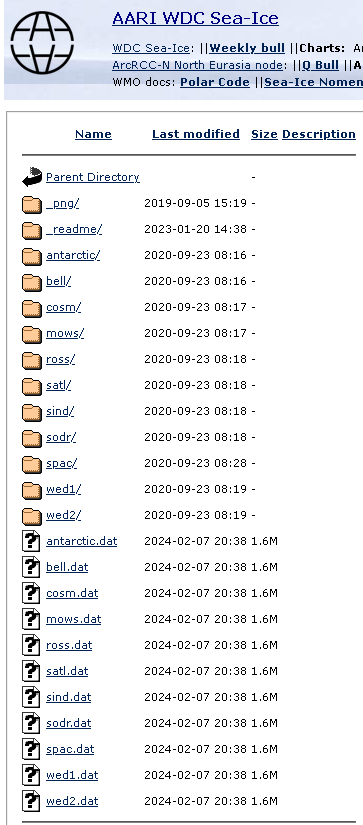 AARI WDC Sea-Ice
WDC Sea-Ice: ||Weekly bull ||Charts:
ArcRCC-N North Eurasia node: ||Q Bull ||
WMO docs: Polar Code ||Sea-Ice Nomen
Name Last modified Size Description
Parent Directory -
_png/ 2019-09-05 15:19 -
_readme/ 2023-01-20 14:38 -
antarctic/ 2020-09-23 08:16 -
bell/ 2020-09-23 08:16 -
cosm/ 2020-09-23 08:17 -
mows/ 2020-09-23 08:17 -
ross/ 2020-09-23 08:18 -
satl/ 2020-09-23 08:18 -
sind/ 2020-09-23 08:18 -
sodr/ 2020-09-23 08:18 -
spac/ 2020-09-23 08:28 -
wed1/ 2020-09-23 08:19 -
wed2/ 2020-09-23 08:19 -
antarctic.dat 2024-02-07 20:38 1.6M
bell.dat 2024-02-07 20:38 1.6M
cosm.dat 2024-02-07 20:38 1.6M
mows.dat 2024-02-07 20:38 1.6M
ross.dat 2024-02-07 20:38 1.6M
satl.dat 2024-02-07 20:38 1.6M
sind.dat 2024-02-07 20:38 1.6M
sodr.dat 2024-02-07 20:38 1.6M
spac.dat 2024-02-07 20:38 1.6M
wed1.dat 2024-02-07 20:38 1.6M
wed2.dat 2024-02-07 20:38 1.6M